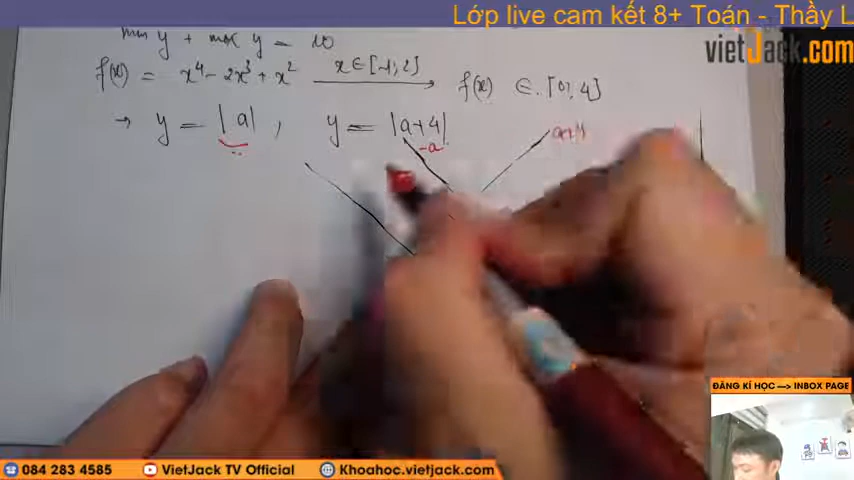 Lớp live cam kết 8+ Toán - Thầy L
vietJack.com
min y + max y = 10
f(x) = x⁴ - 2x³ + x² x ∈ [-1; 2] f(x) ∈ [0; 4]
→ y = |a| , y = |a+4|
-a
a+4
ĐĂNG KÍ HỌC —> INBOX PAGE
084 283 4585 VietJack TV Official Khoahoc.vietjack.com